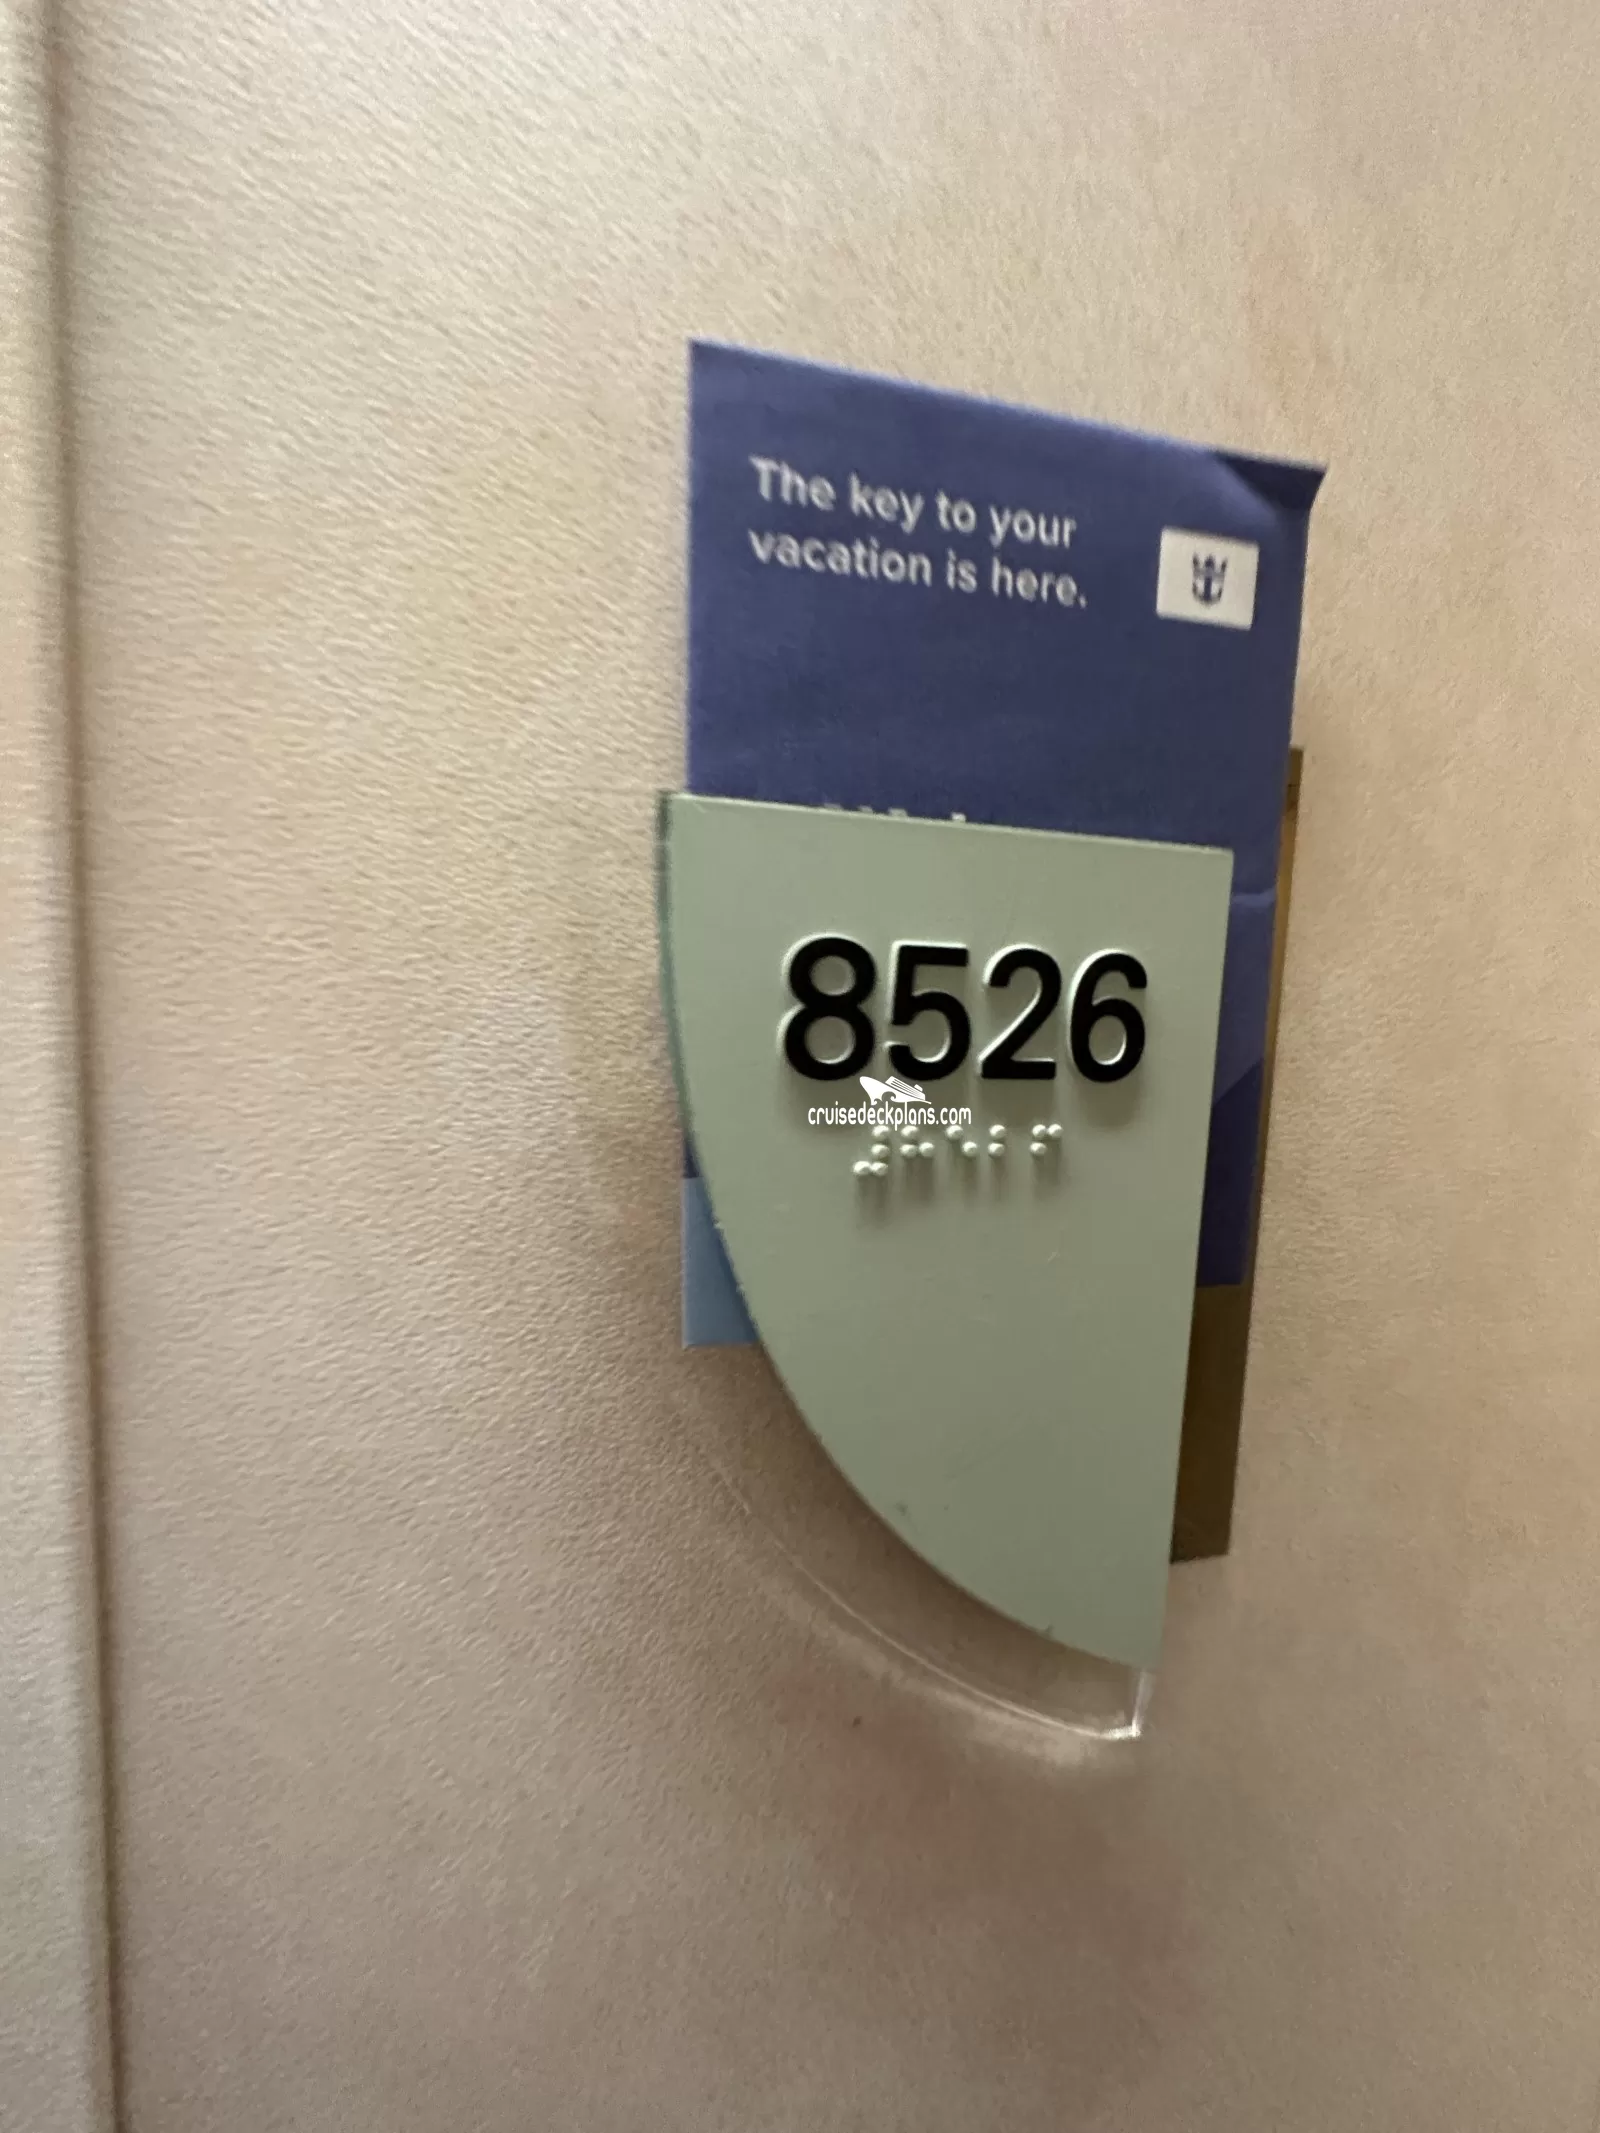 The key to your
vacation is here.
8526
cruisedeckplans.com